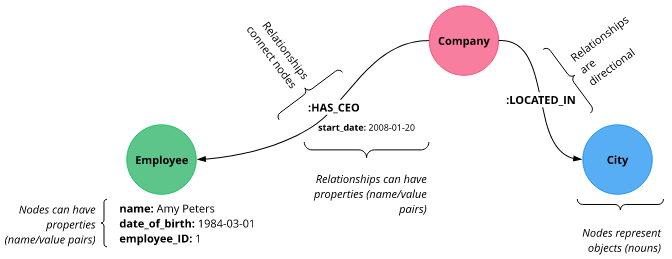 Company
Relationships
connect nodes
Relationships
are
directional
:HAS_CEO
start_date: 2008-01-20
:LOCATED_IN
Employee
City
Relationships can have
properties (name/value
pairs)
Nodes can have
properties
(name/value pairs)
name: Amy Peters
date_of_birth: 1984-03-01
employee_ID: 1
Nodes represent
objects (nouns)